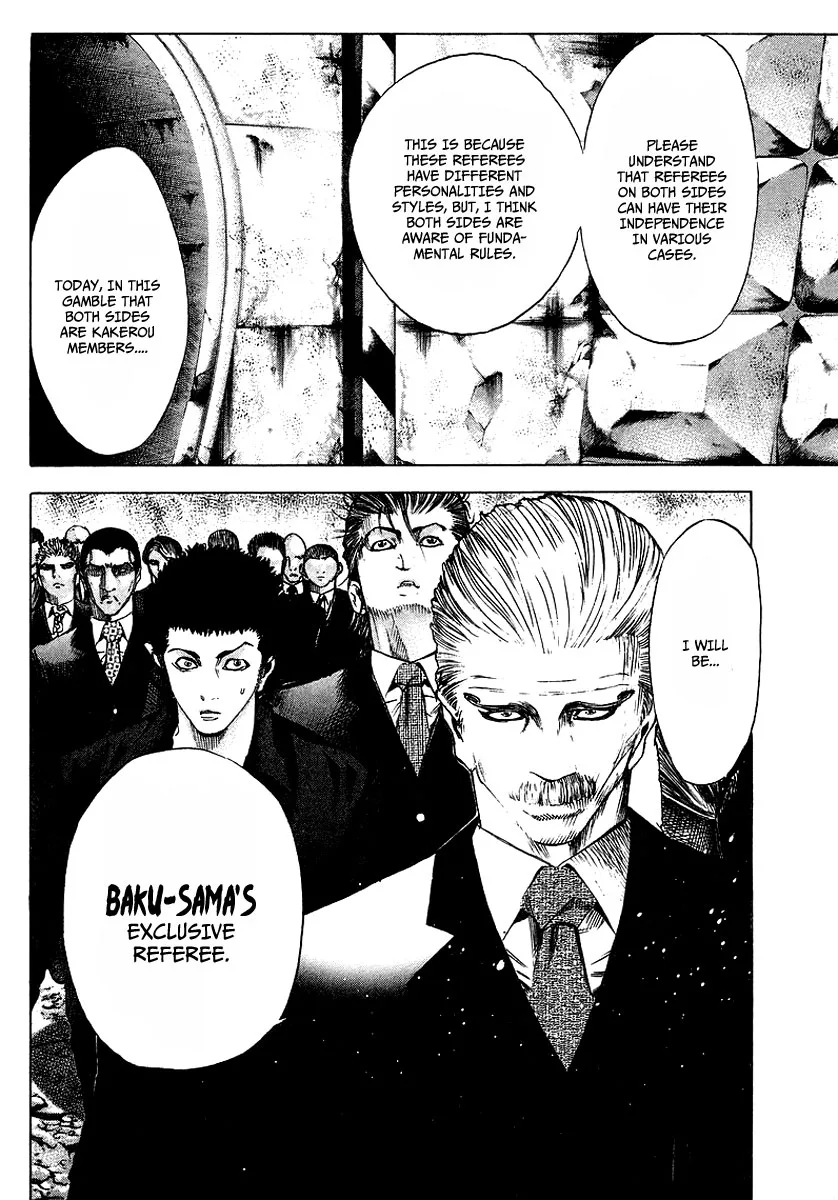 PLEASE
UNDERSTAND
THAT REFEREES
ON BOTH SIDES
CAN HAVE THEIR
INDEPENDENCE
IN VARIOUS
CASES.
THIS IS BECAUSE
THESE REFEREES
HAVE DIFFERENT
PERSONALITIES AND
STYLES, BUT, I THINK
BOTH SIDES ARE
AWARE OF FUNDA-
MENTAL RULES.
TODAY, IN THIS
GAMBLE THAT
BOTH SIDES
ARE KAKEROU
MEMBERS....
I WILL
BE...
BAKU-SAMA'S
EXCLUSIVE
REFEREE.